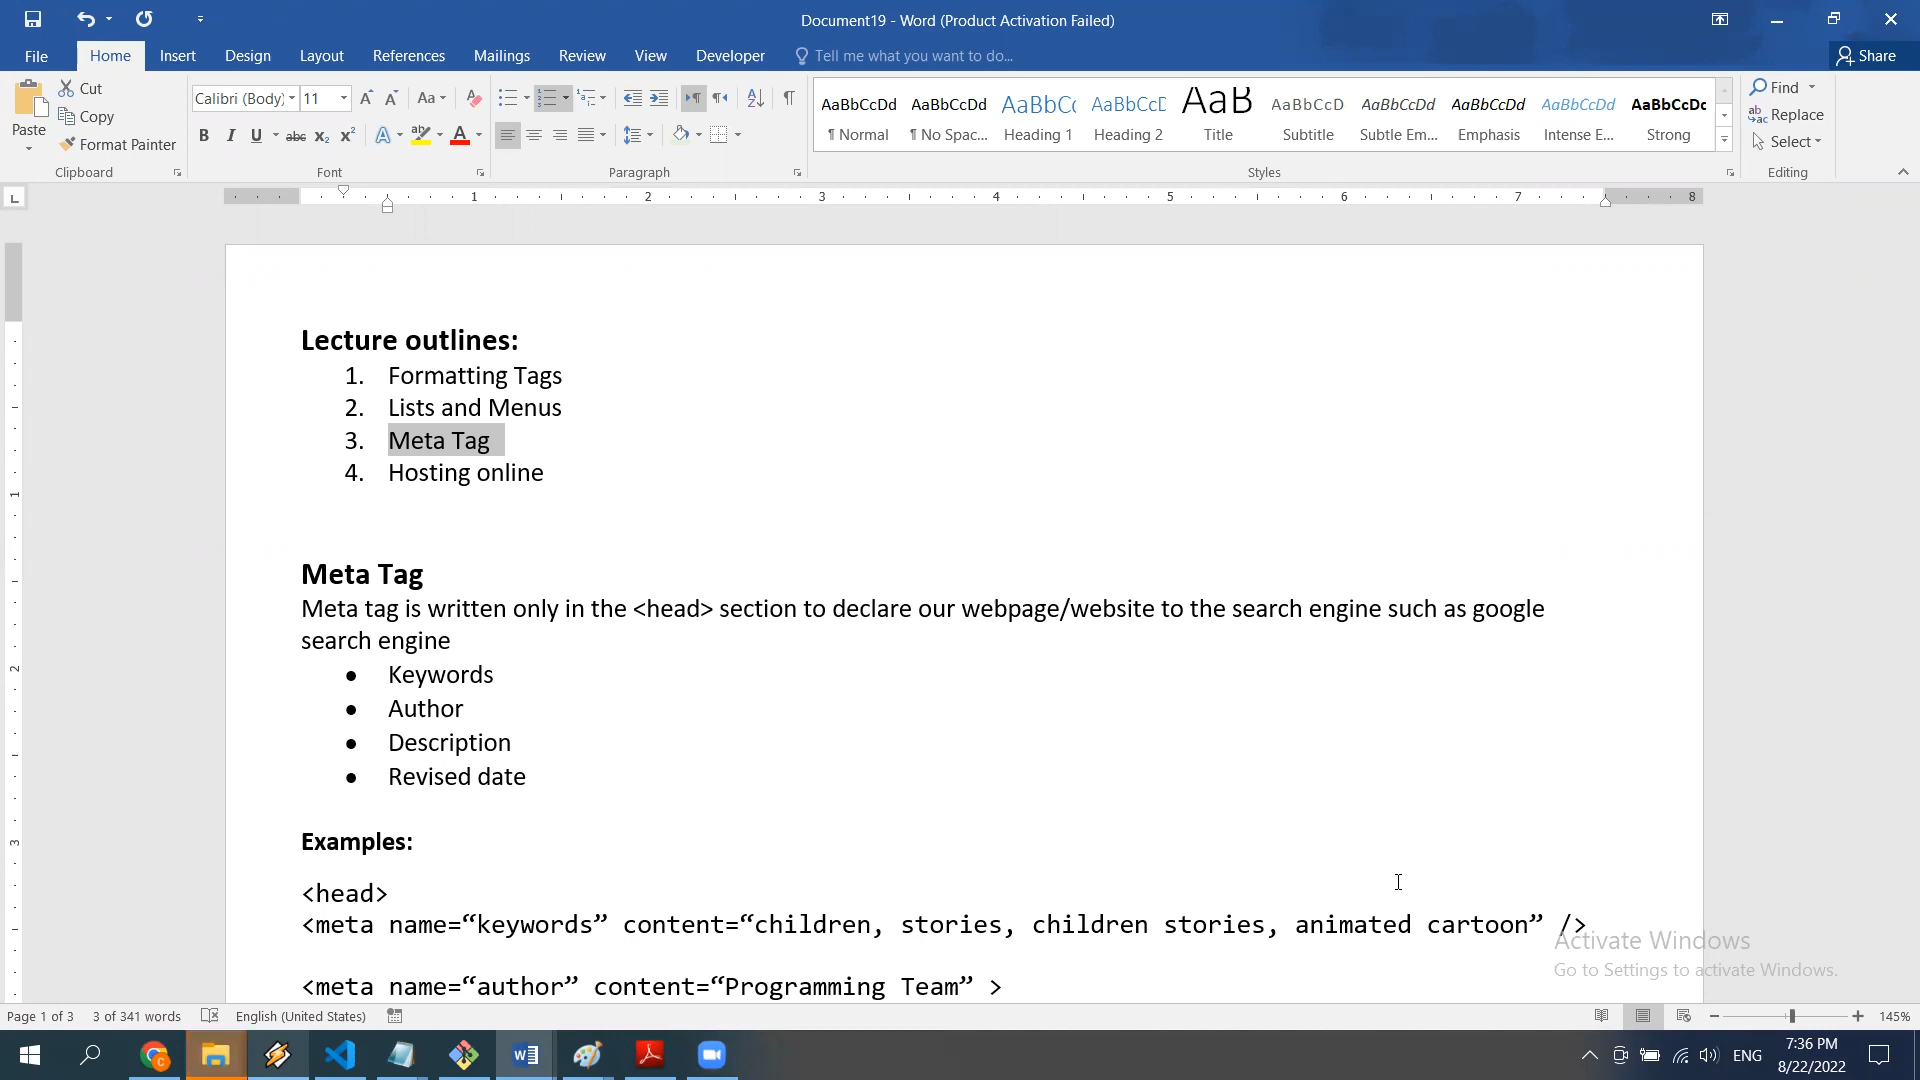 Document19 - Word (Product Activation Failed)
File Home Insert Design Layout References Mailings Review View Developer Tell me what you want to do... Share
Paste
Cut
Copy
Format Painter
Clipboard
Calibri (Body) 11
Font
Paragraph
AaBbCcDd AaBbCcDd AaBbCc AaBbCcD AaB AaBbCcD AaBbCcDd AaBbCcDd AaBbCcDd AaBbCcDc
¶ Normal ¶ No Spac... Heading 1 Heading 2 Title Subtitle Subtle Em... Emphasis Intense E... Strong
Styles
Find
Replace
Select
Editing
1 2 3 4 5 6 7 8
Lecture outlines:
1. Formatting Tags
2. Lists and Menus
3. Meta Tag
4. Hosting online
Meta Tag
Meta tag is written only in the <head> section to declare our webpage/website to the search engine such as google
search engine
● Keywords
● Author
● Description
● Revised date
Examples:
<head>
<meta name=“keywords” content=“children, stories, children stories, animated cartoon” />
<meta name=“author” content=“Programming Team” >
Activate Windows
Go to Settings to activate Windows.
Page 1 of 3 3 of 341 words English (United States) 145%
ENG
7:36 PM
8/22/2022